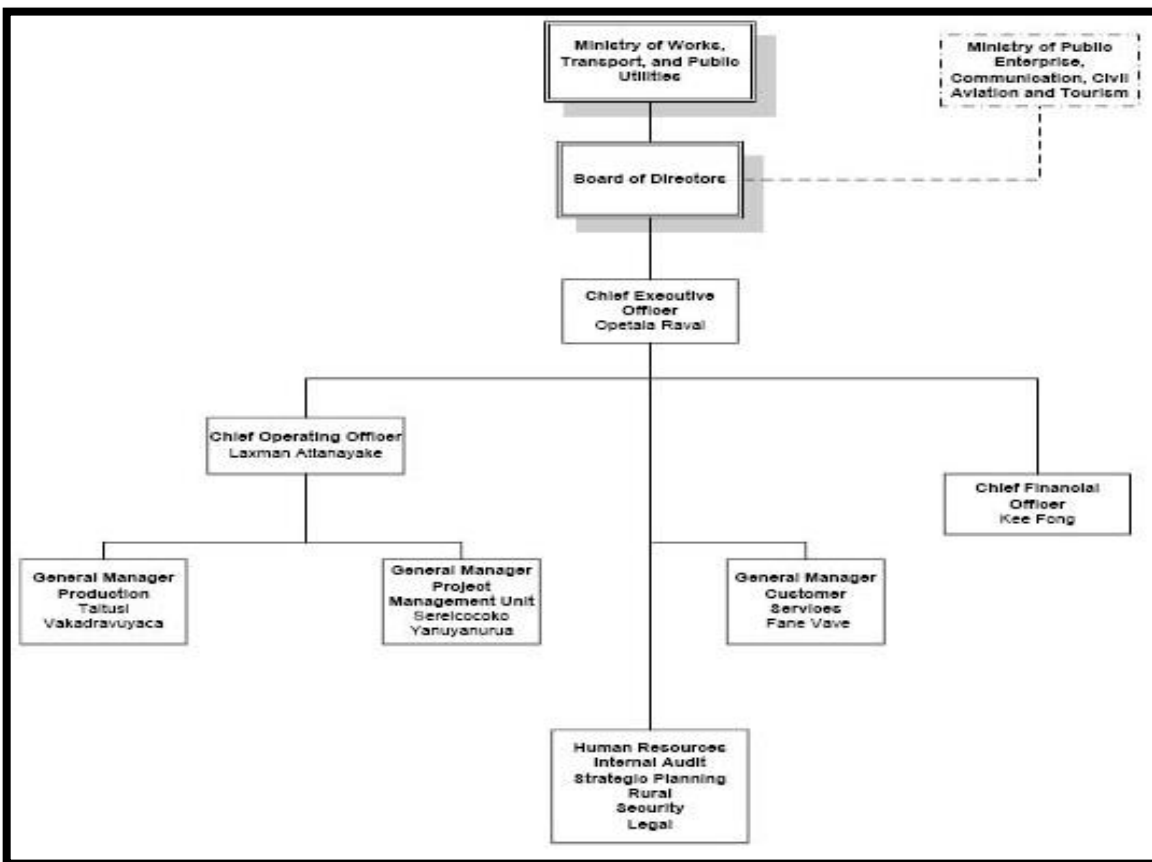 Ministry of Works,
Transport, and Public
Utilities
Ministry of Public
Enterprise,
Communication, Civil
Aviation and Tourism
Board of Directors
Chief Executive
Officer
Opetaia Ravai
Chief Operating Officer
Laxman Attanayake
Chief Financial
Officer
Kee Fong
General Manager
Production
Taitusi
Vakadravuyaca
General Manager
Project
Management Unit
Sereicocoko
Yanuyanurua
General Manager
Customer
Services
Fane Vave
Human Resources
Internal Audit
Strategic Planning
Rural
Security
Legal